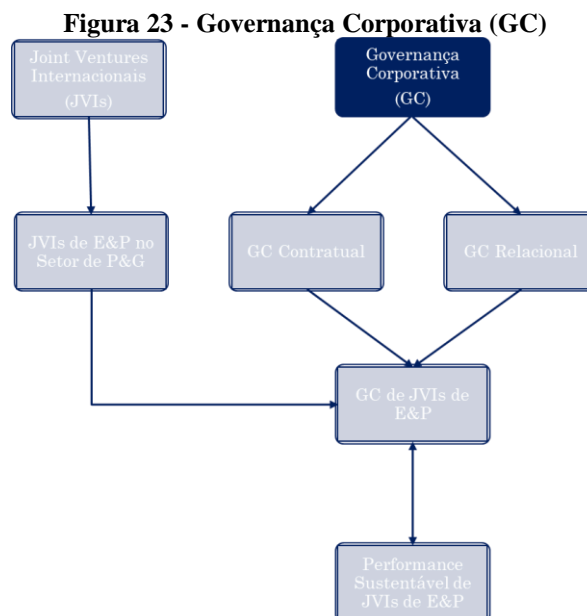 Figura 23 - Governança Corporativa (GC)
Joint Ventures
Internacionais
(JVIs)
Governança
Corporativa
(GC)
JVIs de E&P no
Setor de P&G
GC Contratual
GC Relacional
GC de JVIs de
E&P
Performance
Sustentável de
JVIs de E&P